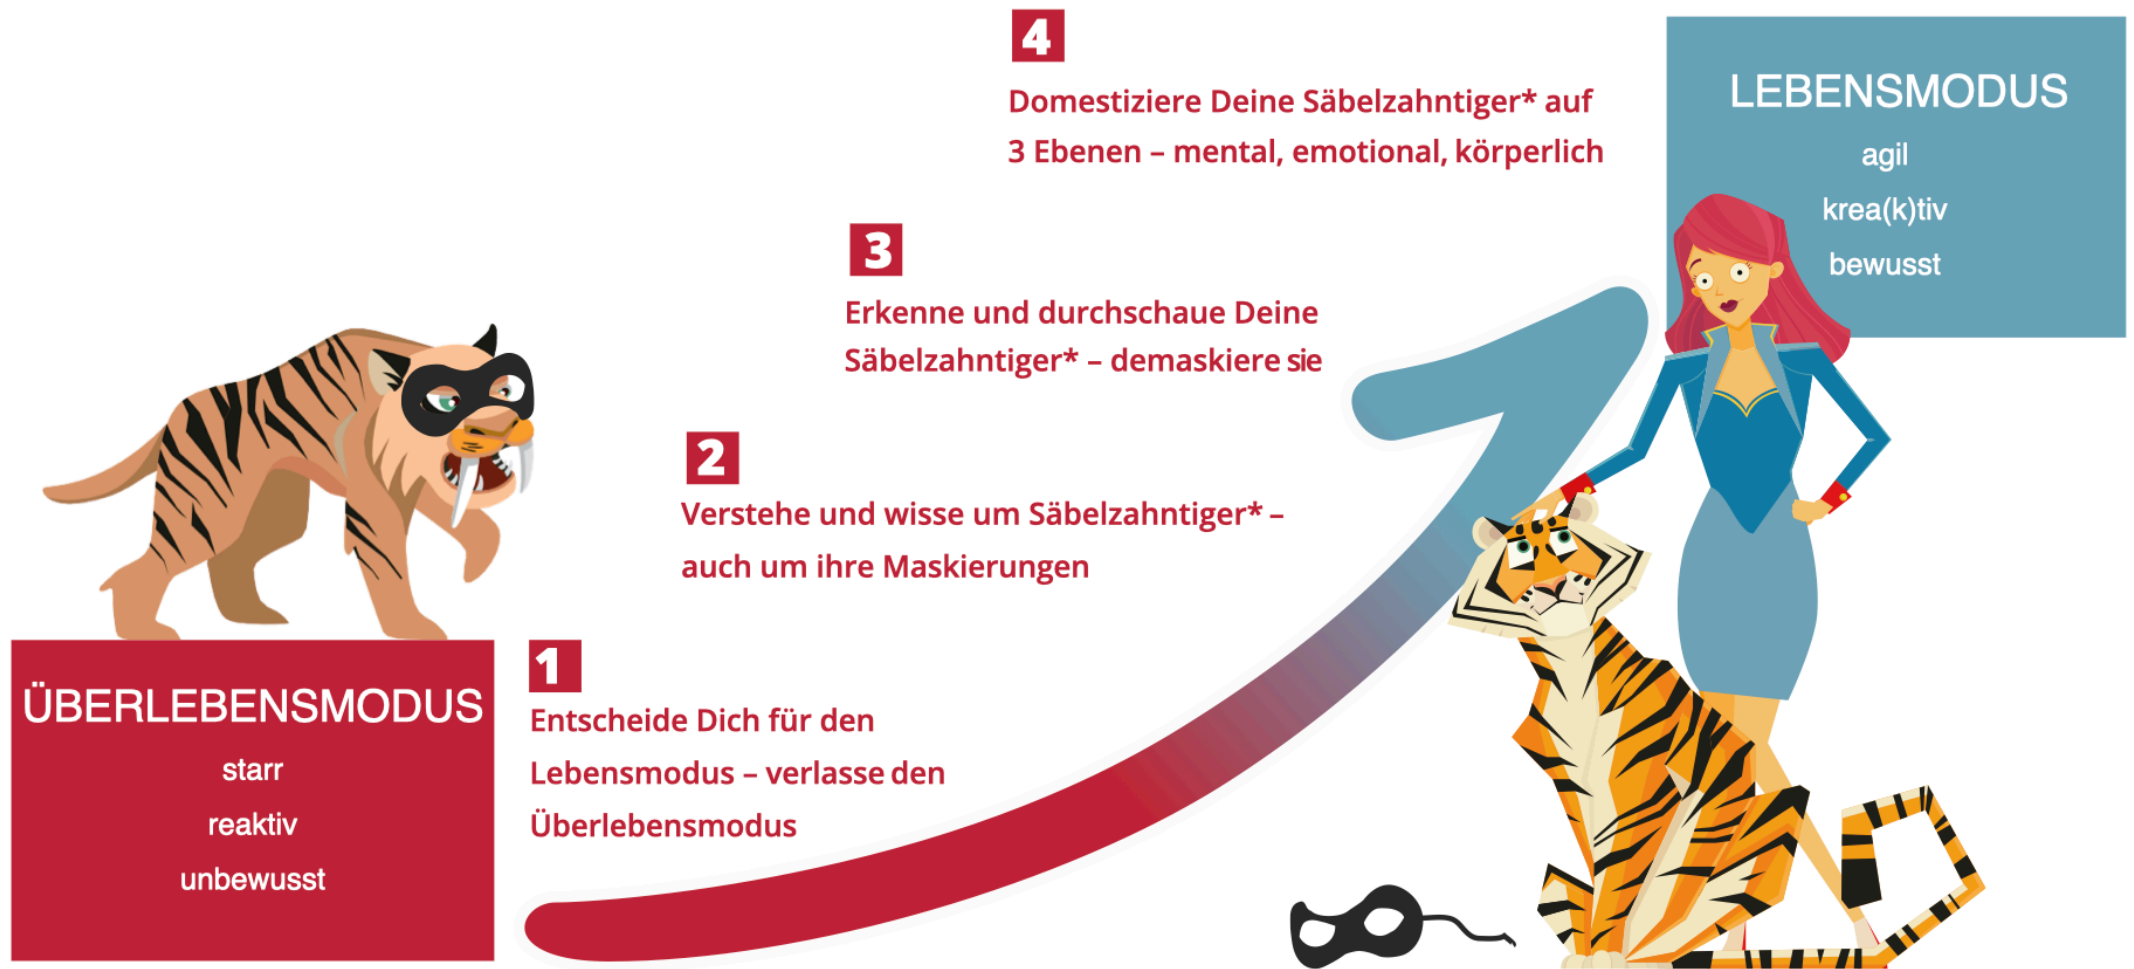 4
Domestiziere Deine Säbelzahntiger* auf
3 Ebenen – mental, emotional, körperlich
LEBENSMODUS
agil
krea(k)tiv
bewusst
3
Erkenne und durchschaue Deine
Säbelzahntiger* – demaskiere sie
2
Verstehe und wisse um Säbelzahntiger* –
auch um ihre Maskierungen
1
Entscheide Dich für den
Lebensmodus – verlasse den
Überlebensmodus
ÜBERLEBENSMODUS
starr
reaktiv
unbewusst